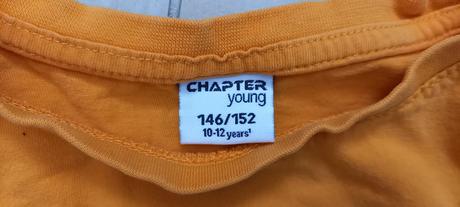 CHAPTER
young
146/152
10-12 years¹